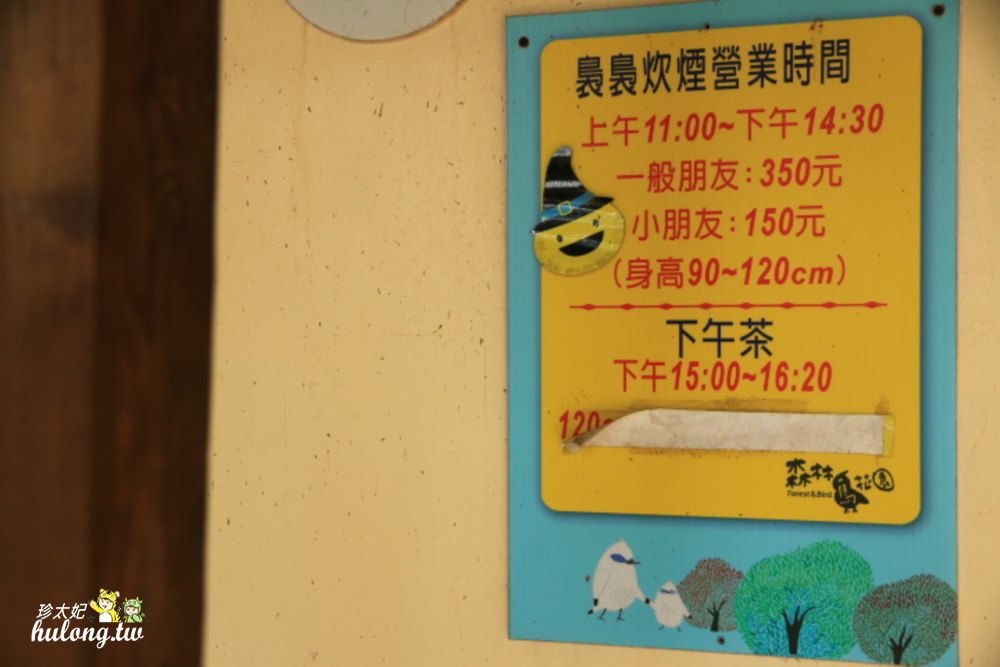 裊裊炊煙營業時間
上午11:00~下午14:30
一般朋友：350元
小朋友：150元
（身高90~120cm）
下午茶
下午15:00~16:20
120
森林鳥花園
Forest & Bird
珍太妃
hulong.tw